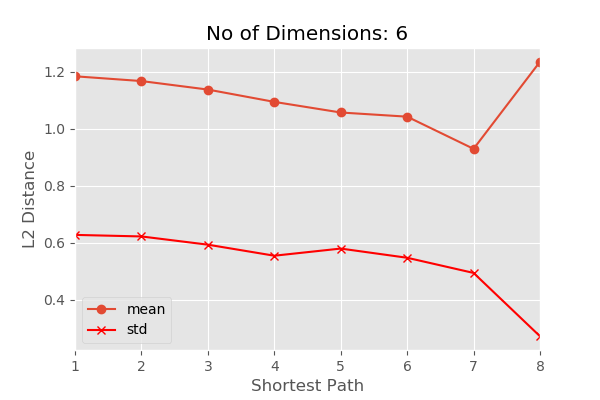 No of Dimensions: 6
1.2
1.0
0.8
0.6
0.4
L2 Distance
mean
std
1 2 3 4 5 6 7 8
Shortest Path